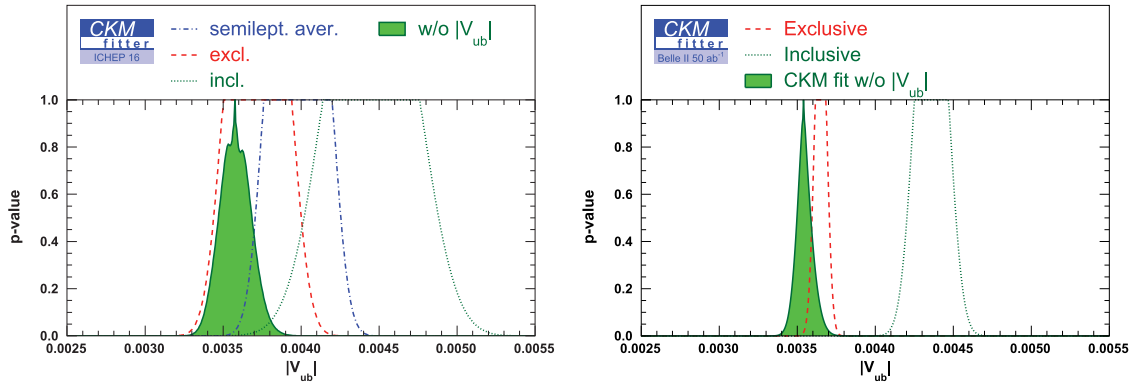 CKM
fitter
ICHEP 16
semilept. aver.
excl.
incl.
w/o |Vub|
p-value
1.0
0.8
0.6
0.4
0.2
0.0
0.0025 0.0030 0.0035 0.0040 0.0045 0.0050 0.0055
|Vub|
CKM
fitter
Belle II 50 ab⁻¹
Exclusive
Inclusive
CKM fit w/o |Vub|
p-value
1.0
0.8
0.6
0.4
0.2
0.0
0.0025 0.0030 0.0035 0.0040 0.0045 0.0050 0.0055
|Vub|